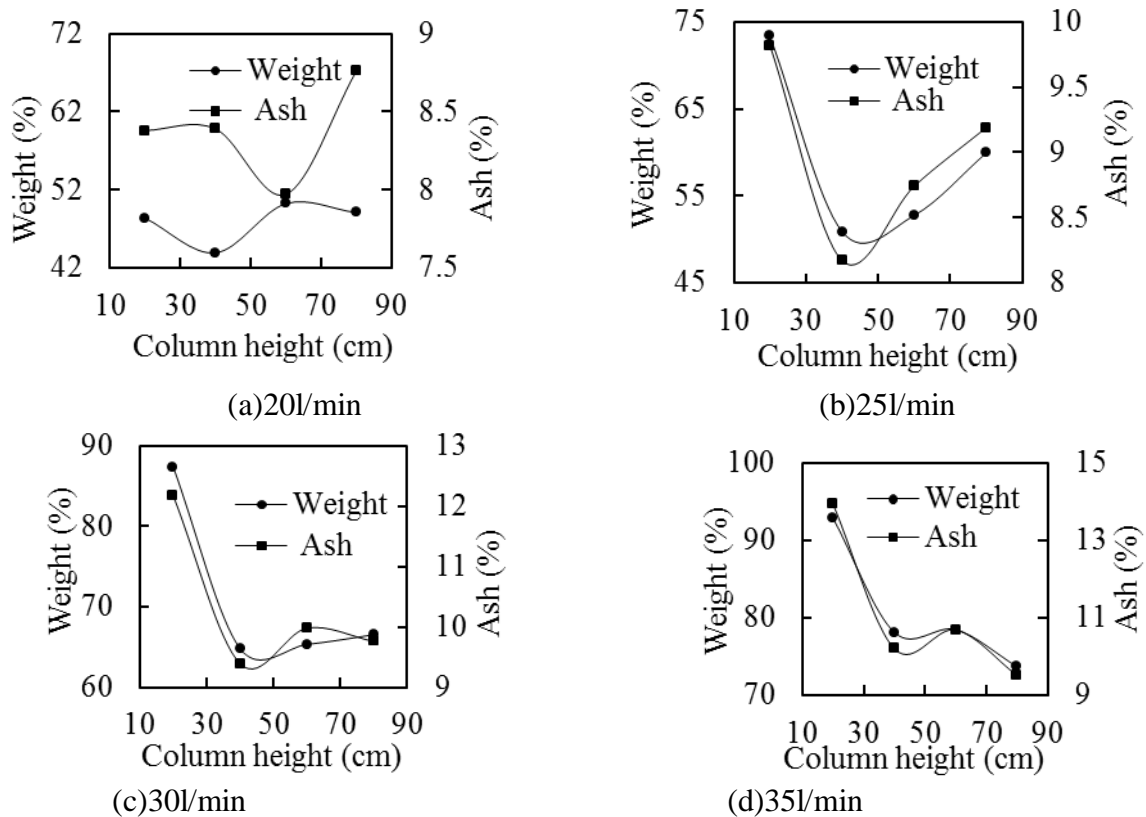 72
62
52
42
9
8.5
8
7.5
10 30 50 70 90
Weight (%)
Ash (%)
Column height (cm)
Weight
Ash
(a)20l/min
75
65
55
45
10
9.5
9
8.5
8
10 30 50 70 90
Weight (%)
Ash (%)
Column height (cm)
Weight
Ash
(b)25l/min
90
80
70
60
13
12
11
10
9
10 30 50 70 90
Weight (%)
Ash (%)
Column height (cm)
Weight
Ash
(c)30l/min
100
90
80
70
15
13
11
9
10 30 50 70 90
Weight (%)
Ash (%)
Column height (cm)
Weight
Ash
(d)35l/min